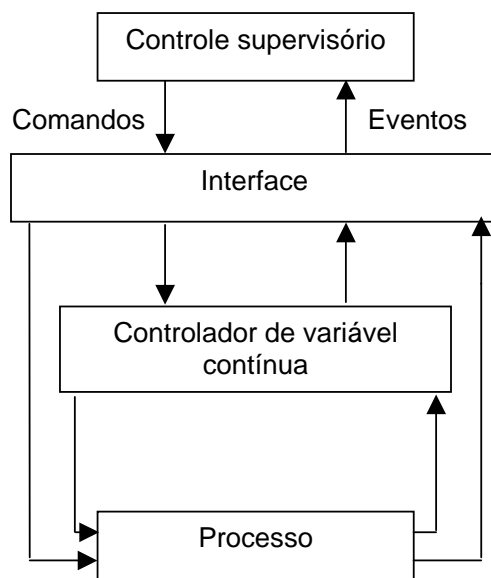 Controle supervisório
Comandos
Eventos
Interface
Controlador de variável
contínua
Processo